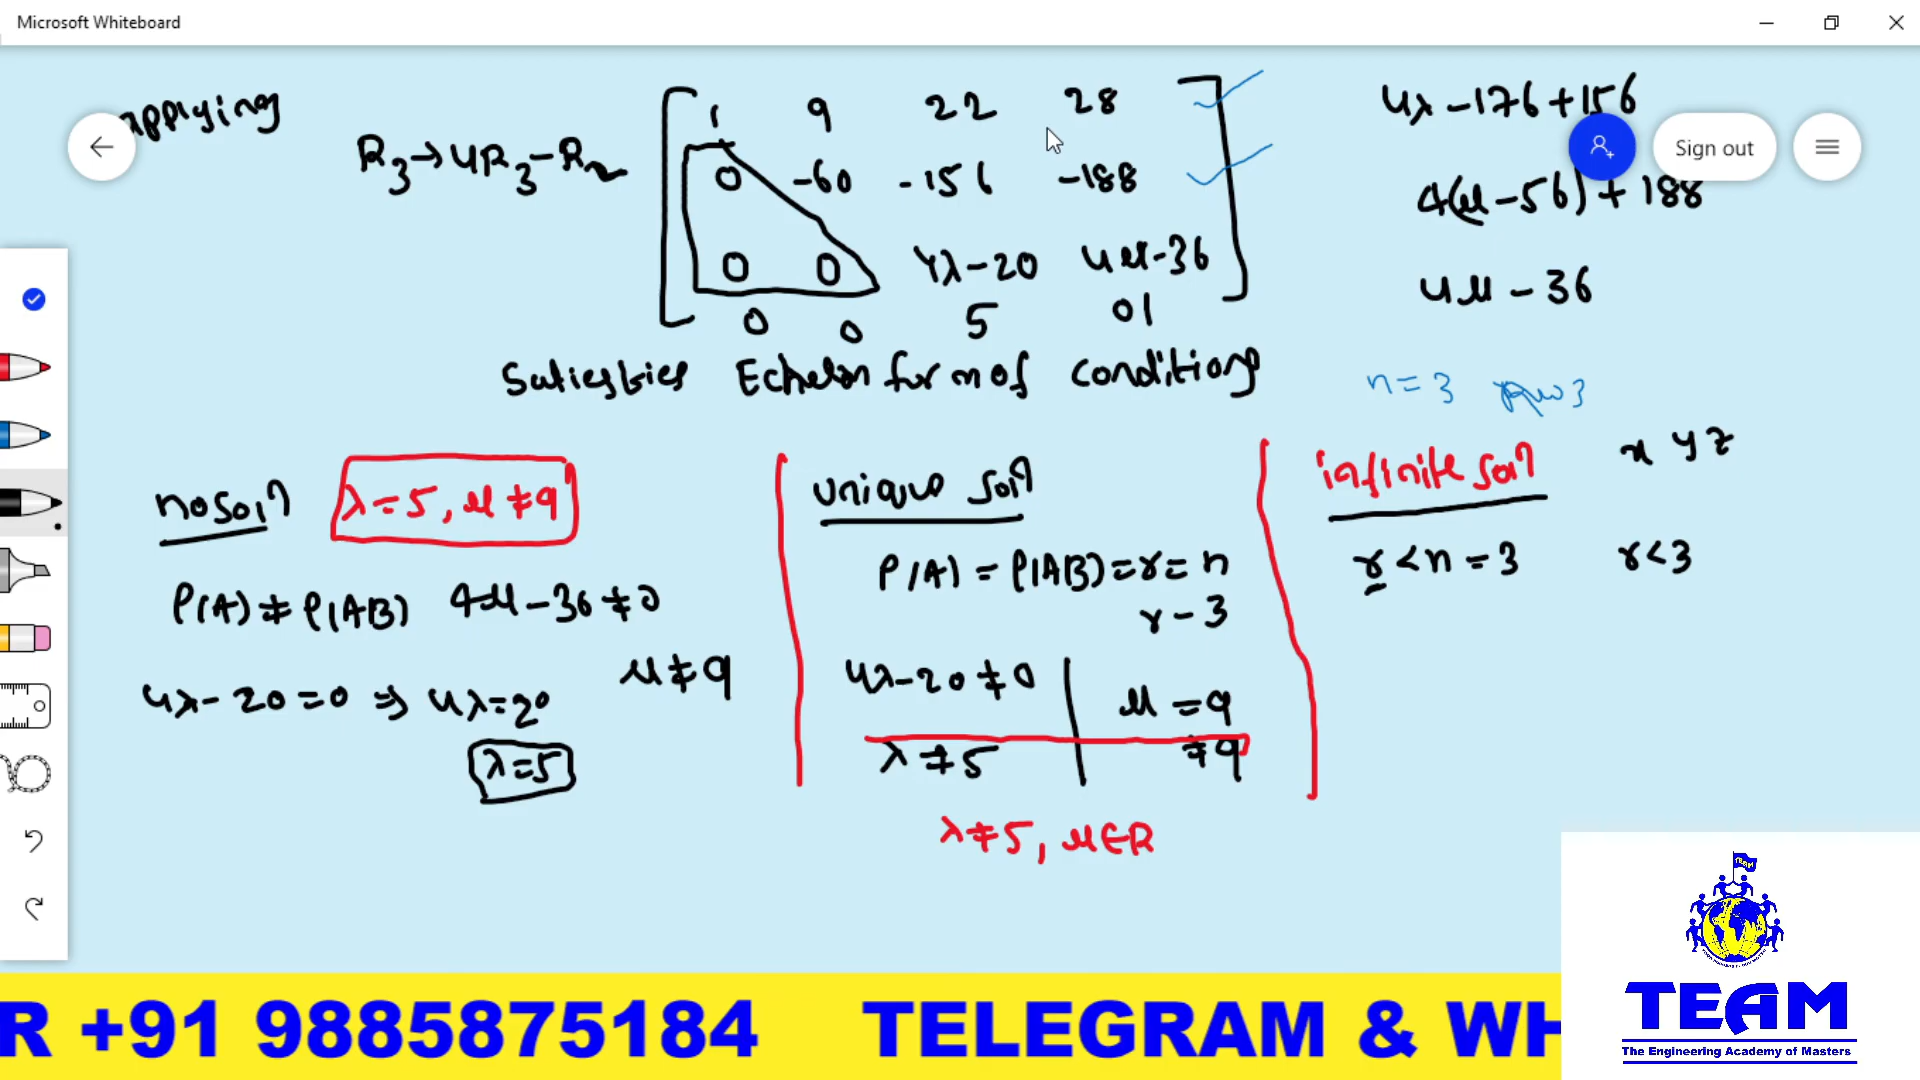 Microsoft Whiteboard
applying
R₃→4R₃-R₂
1 9 22 28
0 -60 -156 -188
0 0 4λ-20 4μ-36
0 0 5 01
4λ-176+156
4(μ-56)+188
4μ-36
Sign out
Satiesties Echelon form of conditions
n=3
no soln λ=5, μ≠9
ρ(A)≠ρ(AB) 4μ-36≠0
μ≠9
4λ-20=0 ⇒ 4λ=20
λ=5
unique soln
ρ(A)=ρ(AB)=r=n
r-3
4λ-20≠0 μ=9
λ≠5 ≠9
λ≠5, μ∈R
infinite soln x y z
r<n=3 r<3
R +91 9885875184 TELEGRAM & WH
TEAM
TEAM
The Engineering Academy of Masters